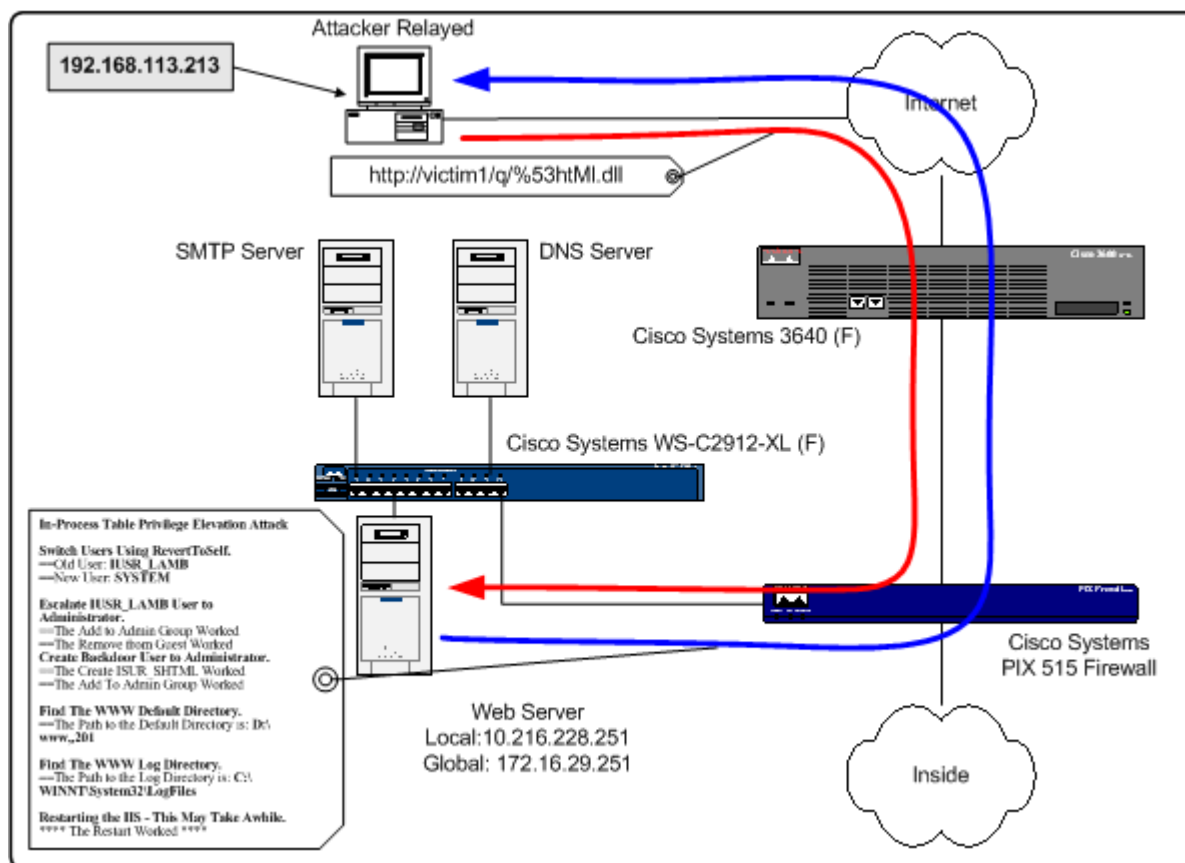 Attacker Relayed
192.168.113.213
Internet
http://victim1/q/%53htMl.dll
SMTP Server
DNS Server
Cisco 3600
Cisco Systems 3640 (F)
Cisco Systems WS-C2912-XL (F)
In-Process Table Privilege Elevation Attack
Switch Users Using RevertToSelf.
==Old User: IUSR_LAMB
==New User: SYSTEM
Escalate IUSR_LAMB User to
Administrator.
==The Add to Admin Group Worked
==The Remove from Guest Worked
Create Backdoor User to Administrator.
==The Create ISUR_SHTML Worked
==The Add To Admin Group Worked
Find The WWW Default Directory.
==The Path to the Default Directory is: D:\
www,,201
Find The WWW Log Directory.
==The Path to the Log Directory is: C:\
WINNT\System32\LogFiles
Restarting the IIS - This May Take Awhile.
**** The Restart Worked ****
PIX Firewall
Cisco Systems
PIX 515 Firewall
Web Server
Local:10.216.228.251
Global: 172.16.29.251
Inside